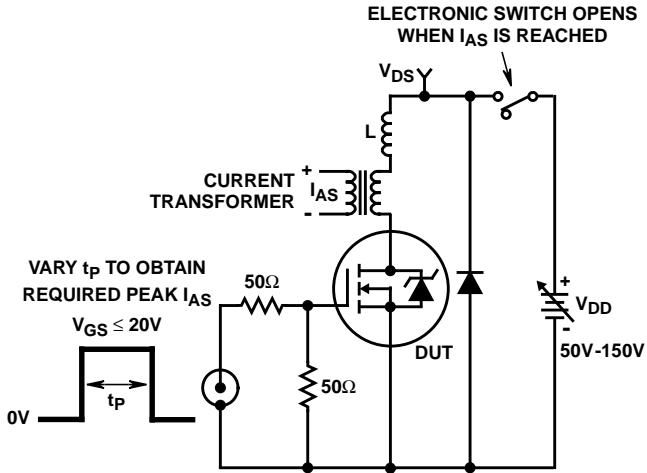 ELECTRONIC SWITCH OPENS
WHEN IAS IS REACHED
VDS
L
+
CURRENT
TRANSFORMER
IAS
-
VARY tP TO OBTAIN
REQUIRED PEAK IAS
50Ω
VGS ≤ 20V
+
VDD
-
DUT
50V-150V
50Ω
0V
tP